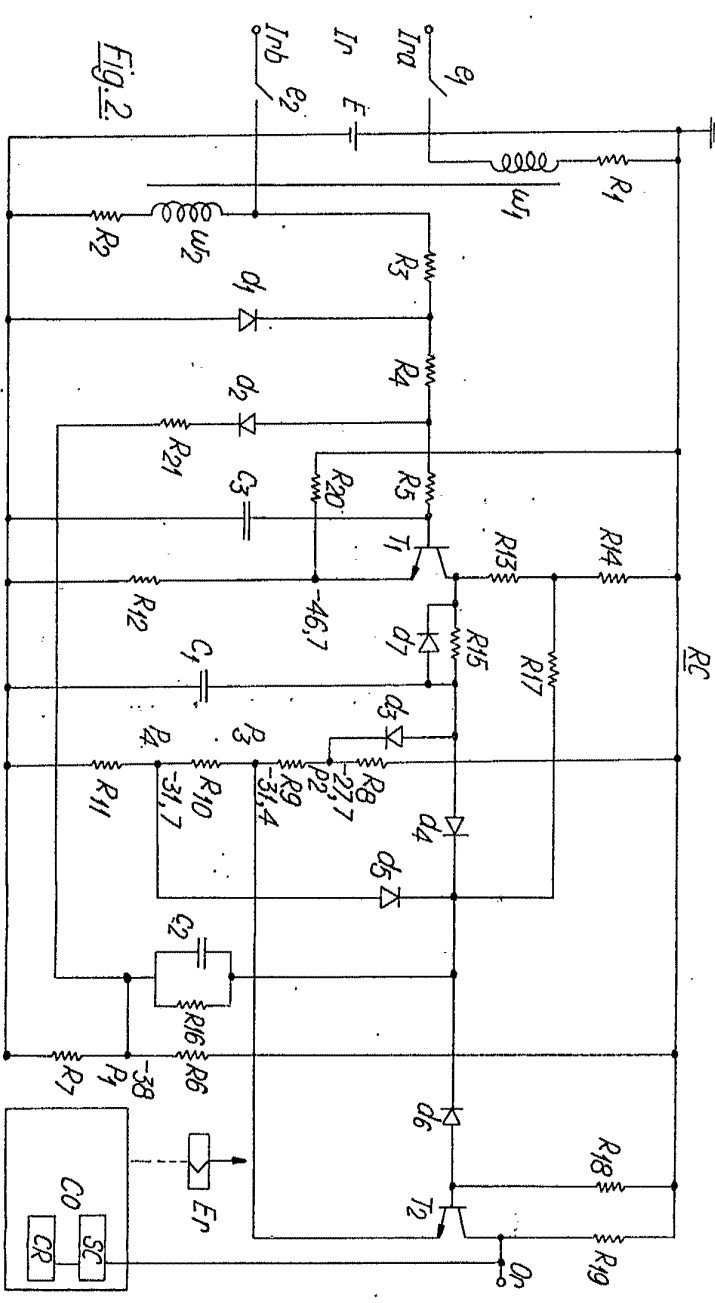 Fig. 2.
Ira
Ir
Irb
e1
e2
E
R1
W1
W2
R2
R3
d1
R4
d2
R21
R5
R20
C3
T1
R14
R13
-46,7
R12
RC
R17
R15
d7
C1
d3
R8
-27,7
P2
R9
-31,4
P3
R10
-31,7
P4
R11
d4
d5
C2
R16
R6
-38
P1
R7
d6
R18
T2
R19
Or
Er
CO
SC
CR